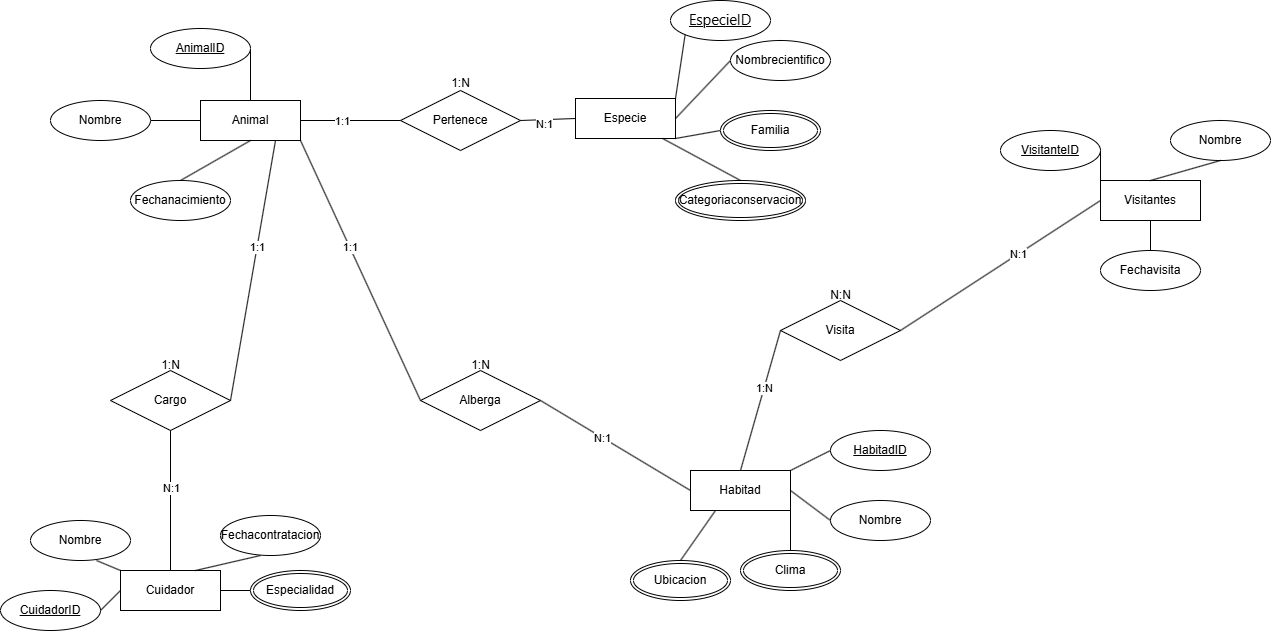 EspecieID
AnimalID
Nombrecientifico
1:N
Nombre
Animal
1:1
Pertenece
N:1
Especie
Familia
Nombre
VisitanteID
Fechanacimiento
Categoriaconservacion
Visitantes
1:1
1:1
N:1
Fechavisita
N:N
Visita
1:N
1:N
1:N
Cargo
Alberga
N:1
HabitadID
N:1
Habitad
Nombre
Nombre
Fechacontratacion
Ubicacion
Clima
Cuidador
Especialidad
CuidadorID